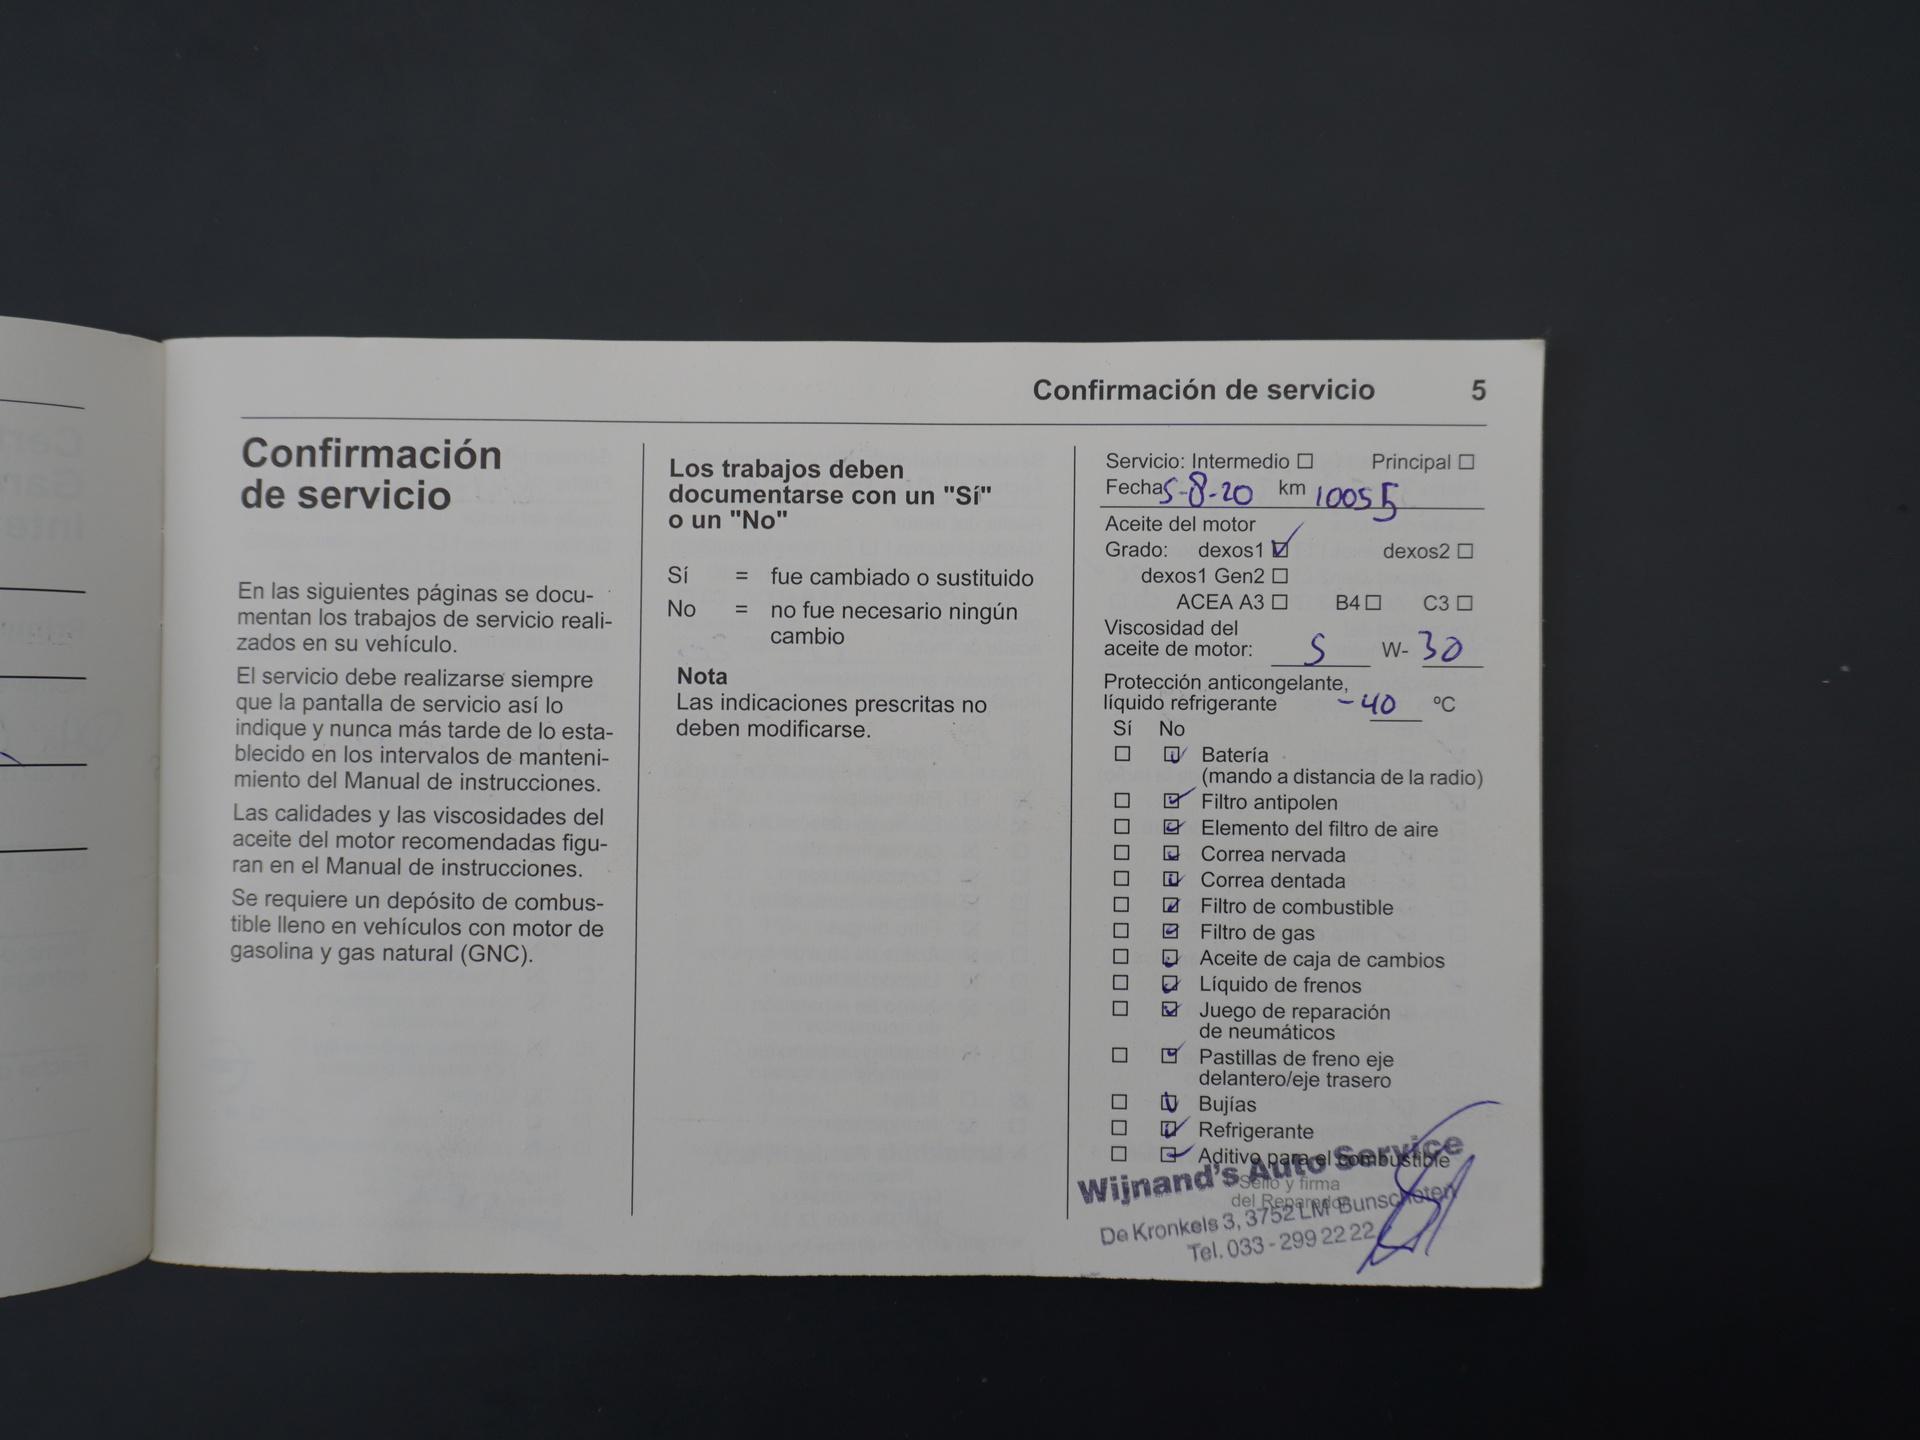 Confirmación de servicio 5
Confirmación
de servicio
En las siguientes páginas se docu-
mentan los trabajos de servicio reali-
zados en su vehículo.
El servicio debe realizarse siempre
que la pantalla de servicio así lo
indique y nunca más tarde de lo esta-
blecido en los intervalos de manteni-
miento del Manual de instrucciones.
Las calidades y las viscosidades del
aceite del motor recomendadas figu-
ran en el Manual de instrucciones.
Se requiere un depósito de combus-
tible lleno en vehículos con motor de
gasolina y gas natural (GNC).
Los trabajos deben
documentarse con un "Sí"
o un "No"
Sí = fue cambiado o sustituido
No = no fue necesario ningún
cambio
Nota
Las indicaciones prescritas no
deben modificarse.
Servicio: Intermedio ☐ Principal ☐
Fecha 5-8-20 km 10055
Aceite del motor
Grado: dexos1 ☑ dexos2 ☐
dexos1 Gen2 ☐
ACEA A3 ☐ B4 ☐ C3 ☐
Viscosidad del
aceite de motor: 5 W- 30
Protección anticongelante,
líquido refrigerante -40 ºC
Sí No
☐ ☑ Batería
(mando a distancia de la radio)
☐ ☑ Filtro antipolen
☐ ☑ Elemento del filtro de aire
☐ ☑ Correa nervada
☐ ☑ Correa dentada
☐ ☑ Filtro de combustible
☐ ☑ Filtro de gas
☐ ☑ Aceite de caja de cambios
☐ ☑ Líquido de frenos
☐ ☑ Juego de reparación
de neumáticos
☐ ☑ Pastillas de freno eje
delantero/eje trasero
☐ ☑ Bujías
☐ ☑ Refrigerante
☐ ☑ Aditivo para el combustible
Sello y firma
del Reparador
Wijnand's Auto Service
De Kronkels 3, 3752 LM Bunschoten
Tel. 033 - 299 22 22